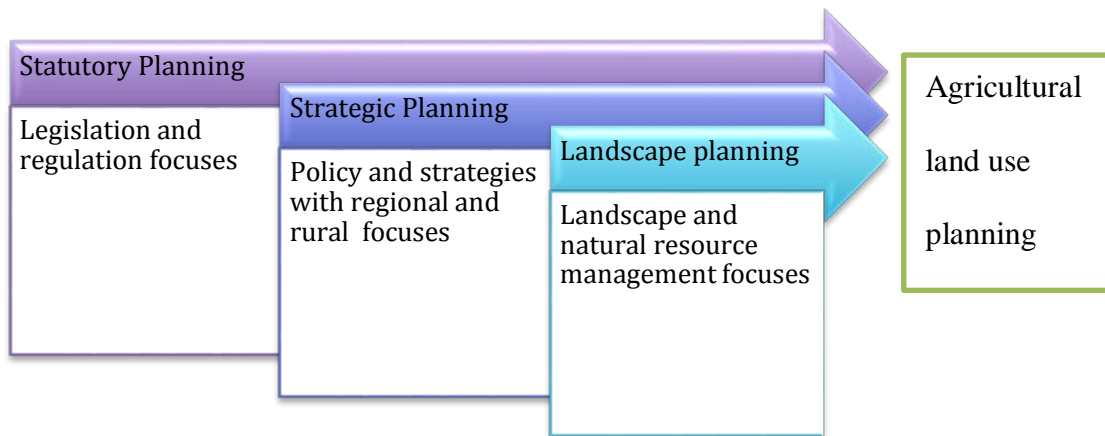 Statutory Planning
Legislation and
regulation focuses
Strategic Planning
Policy and strategies
with regional and
rural focuses
Landscape planning
Landscape and
natural resource
management focuses
Agricultural
land use
planning